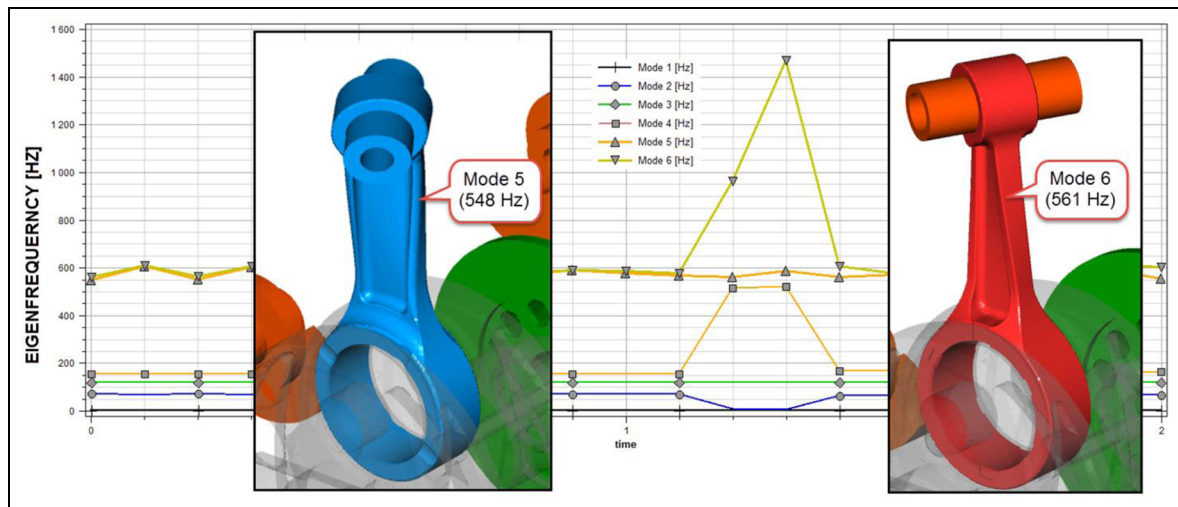 1 600
1 400
1 200
1 000
800
600
400
200
0
EIGENFREQUERNCY [HZ]
Mode 5
(548 Hz)
Mode 1 [Hz]
Mode 2 [Hz]
Mode 3 [Hz]
Mode 4 [Hz]
Mode 5 [Hz]
Mode 6 [Hz]
Mode 6
(561 Hz)
0
1
2
time